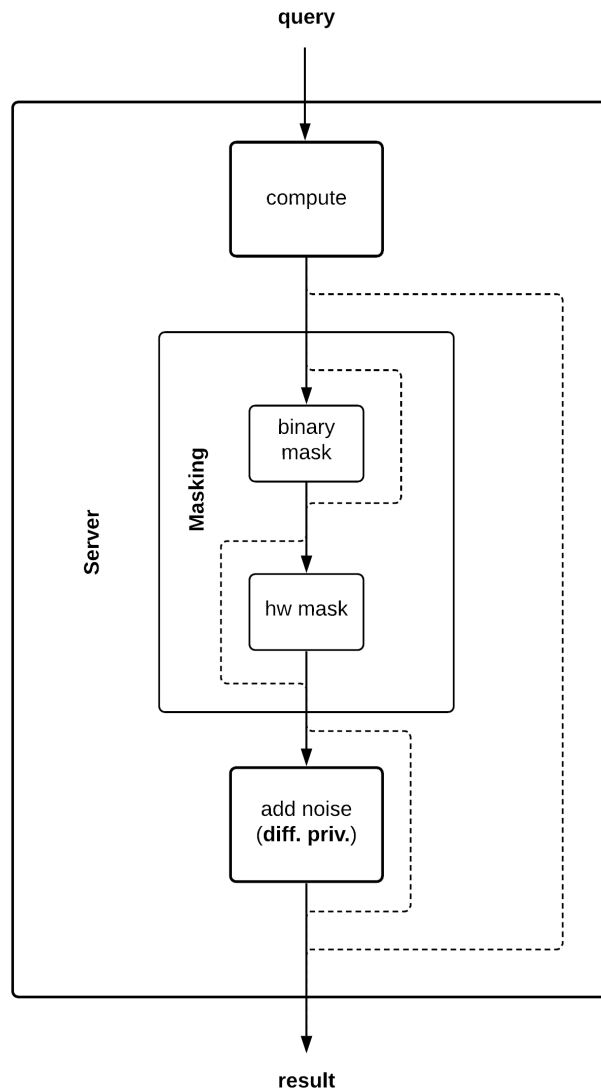 query
compute
binary
mask
Masking
Server
hw mask
add noise
(diff. priv.)
result